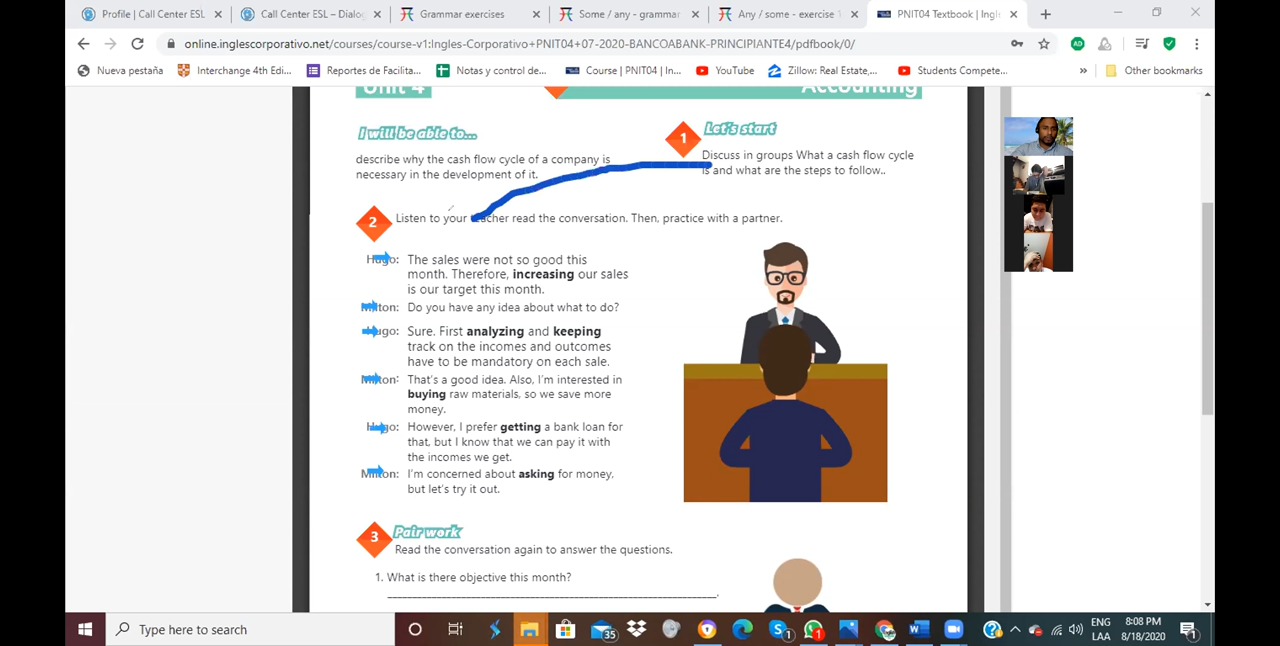 Profile | Call Center ESL
Call Center ESL – Dialog
Grammar exercises
Some / any - grammar
Any / some - exercise 1
PNIT04 Textbook | Ingl
online.inglescorporativo.net/courses/course-v1:Ingles-Corporativo+PNIT04+07-2020-BANCOABANK-PRINCIPIANTE4/pdfbook/0/
Nueva pestaña
Interchange 4th Edi...
Reportes de Facilita...
Notas y control de...
Course | PNIT04 | In...
YouTube
Zillow: Real Estate,...
Students Compete...
»
Other bookmarks
Unit 4
Accounting
I will be able to...
describe why the cash flow cycle of a company is
necessary in the development of it.
1
Let's start
Discuss in groups What a cash flow cycle
is and what are the steps to follow..
2
Listen to your teacher read the conversation. Then, practice with a partner.
Hugo: The sales were not so good this
month. Therefore, increasing our sales
is our target this month.
Milton: Do you have any idea about what to do?
Hugo: Sure. First analyzing and keeping
track on the incomes and outcomes
have to be mandatory on each sale.
Milton: That's a good idea. Also, I'm interested in
buying raw materials, so we save more
money.
Hugo: However, I prefer getting a bank loan for
that, but I know that we can pay it with
the incomes we get.
Milton: I'm concerned about asking for money,
but let's try it out.
3
Pair work
Read the conversation again to answer the questions.
1. What is there objective this month?
Type here to search
35
1
1
ENG
LAA
8:08 PM
8/18/2020
1